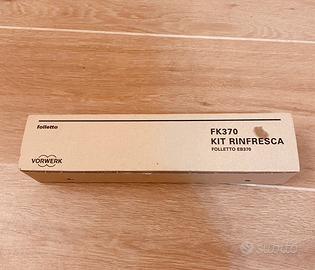 folletto
VORWERK
FK370
KIT RINFRESCA
FOLLETTO EB370
subito